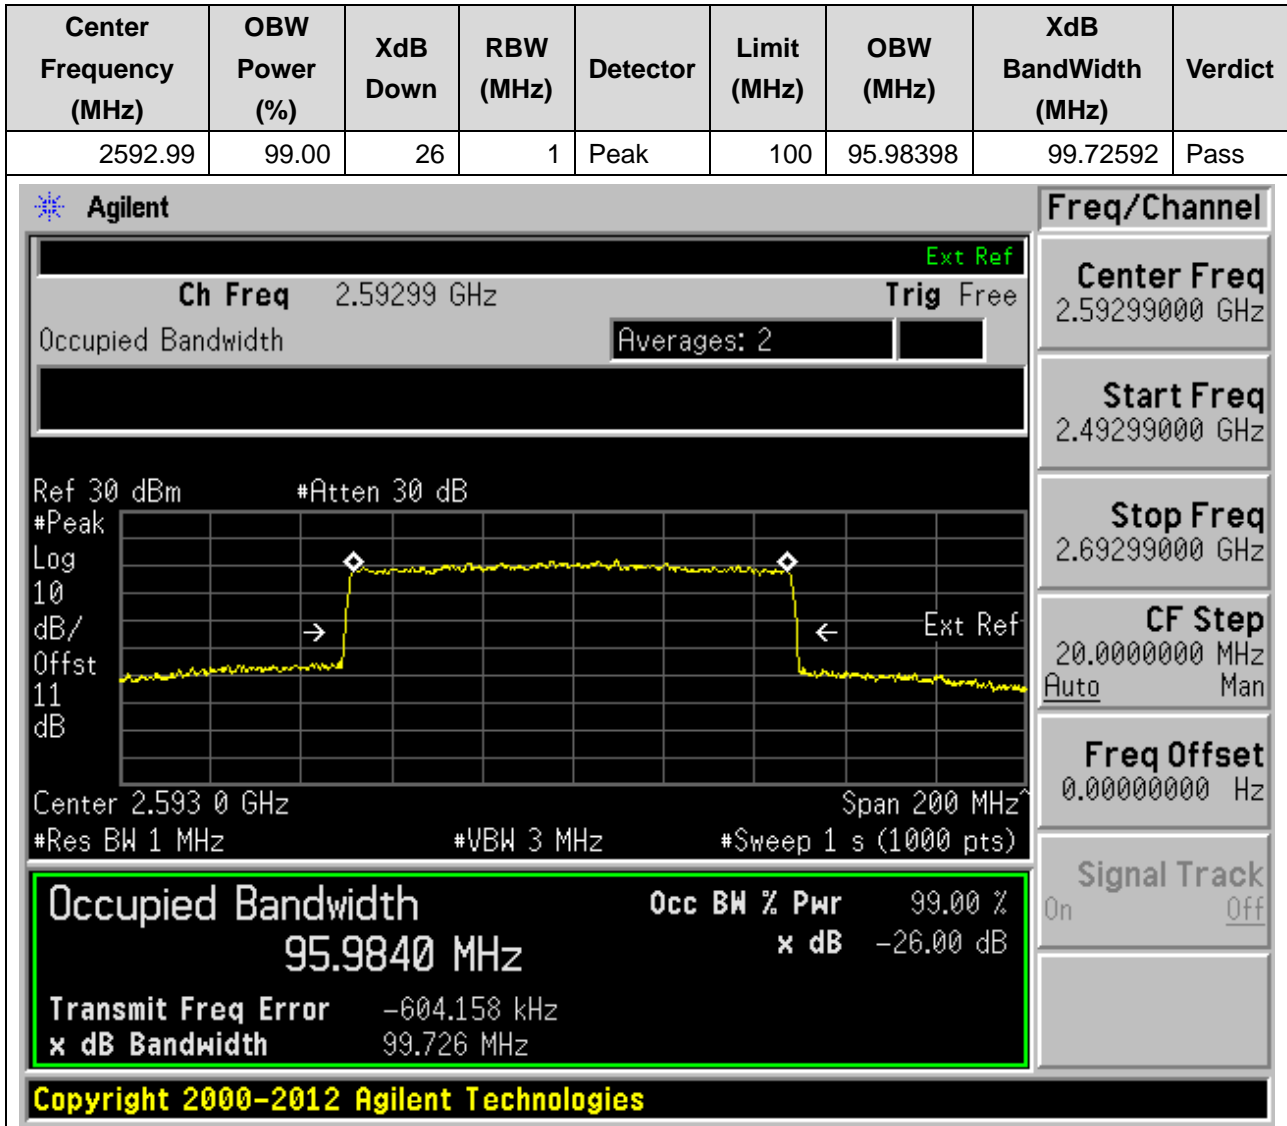 Center Frequency (MHz) OBW Power (%) XdB Down RBW (MHz) Detector Limit (MHz) OBW (MHz) XdB BandWidth (MHz) Verdict
2592.99 99.00 26 1 Peak 100 95.98398 99.72592 Pass
Agilent
Freq/Channel
Ext Ref
Ch Freq 2.59299 GHz Trig Free
Occupied Bandwidth Averages: 2
Ref 30 dBm #Atten 30 dB
#Peak
Log
10
dB/
Offst
11
dB
Ext Ref
Center 2.593 0 GHz Span 200 MHz^
#Res BW 1 MHz #VBW 3 MHz #Sweep 1 s (1000 pts)
Occupied Bandwidth Occ BW % Pwr 99.00 %
95.9840 MHz x dB -26.00 dB
Transmit Freq Error -604.158 kHz
x dB Bandwidth 99.726 MHz
Center Freq
2.59299000 GHz
Start Freq
2.49299000 GHz
Stop Freq
2.69299000 GHz
CF Step
20.0000000 MHz
Auto Man
Freq Offset
0.00000000 Hz
Signal Track
On Off
Copyright 2000-2012 Agilent Technologies